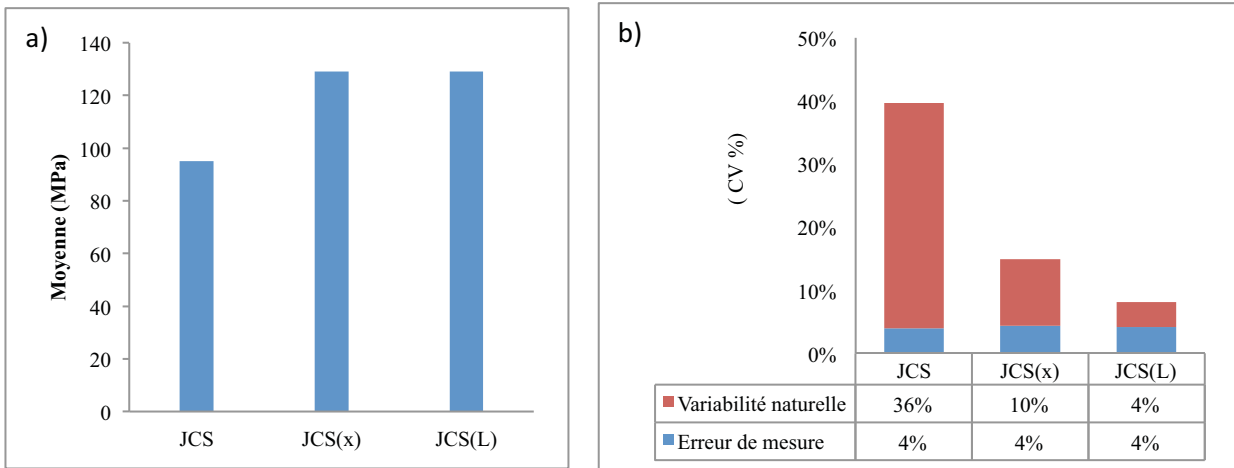 a)
Moyenne (MPa)
140
120
100
80
60
40
20
0
JCS JCS(x) JCS(L)
b)
( CV %)
50%
40%
30%
20%
10%
0%
JCS JCS(x) JCS(L)
Variabilité naturelle 36% 10% 4%
Erreur de mesure 4% 4% 4%